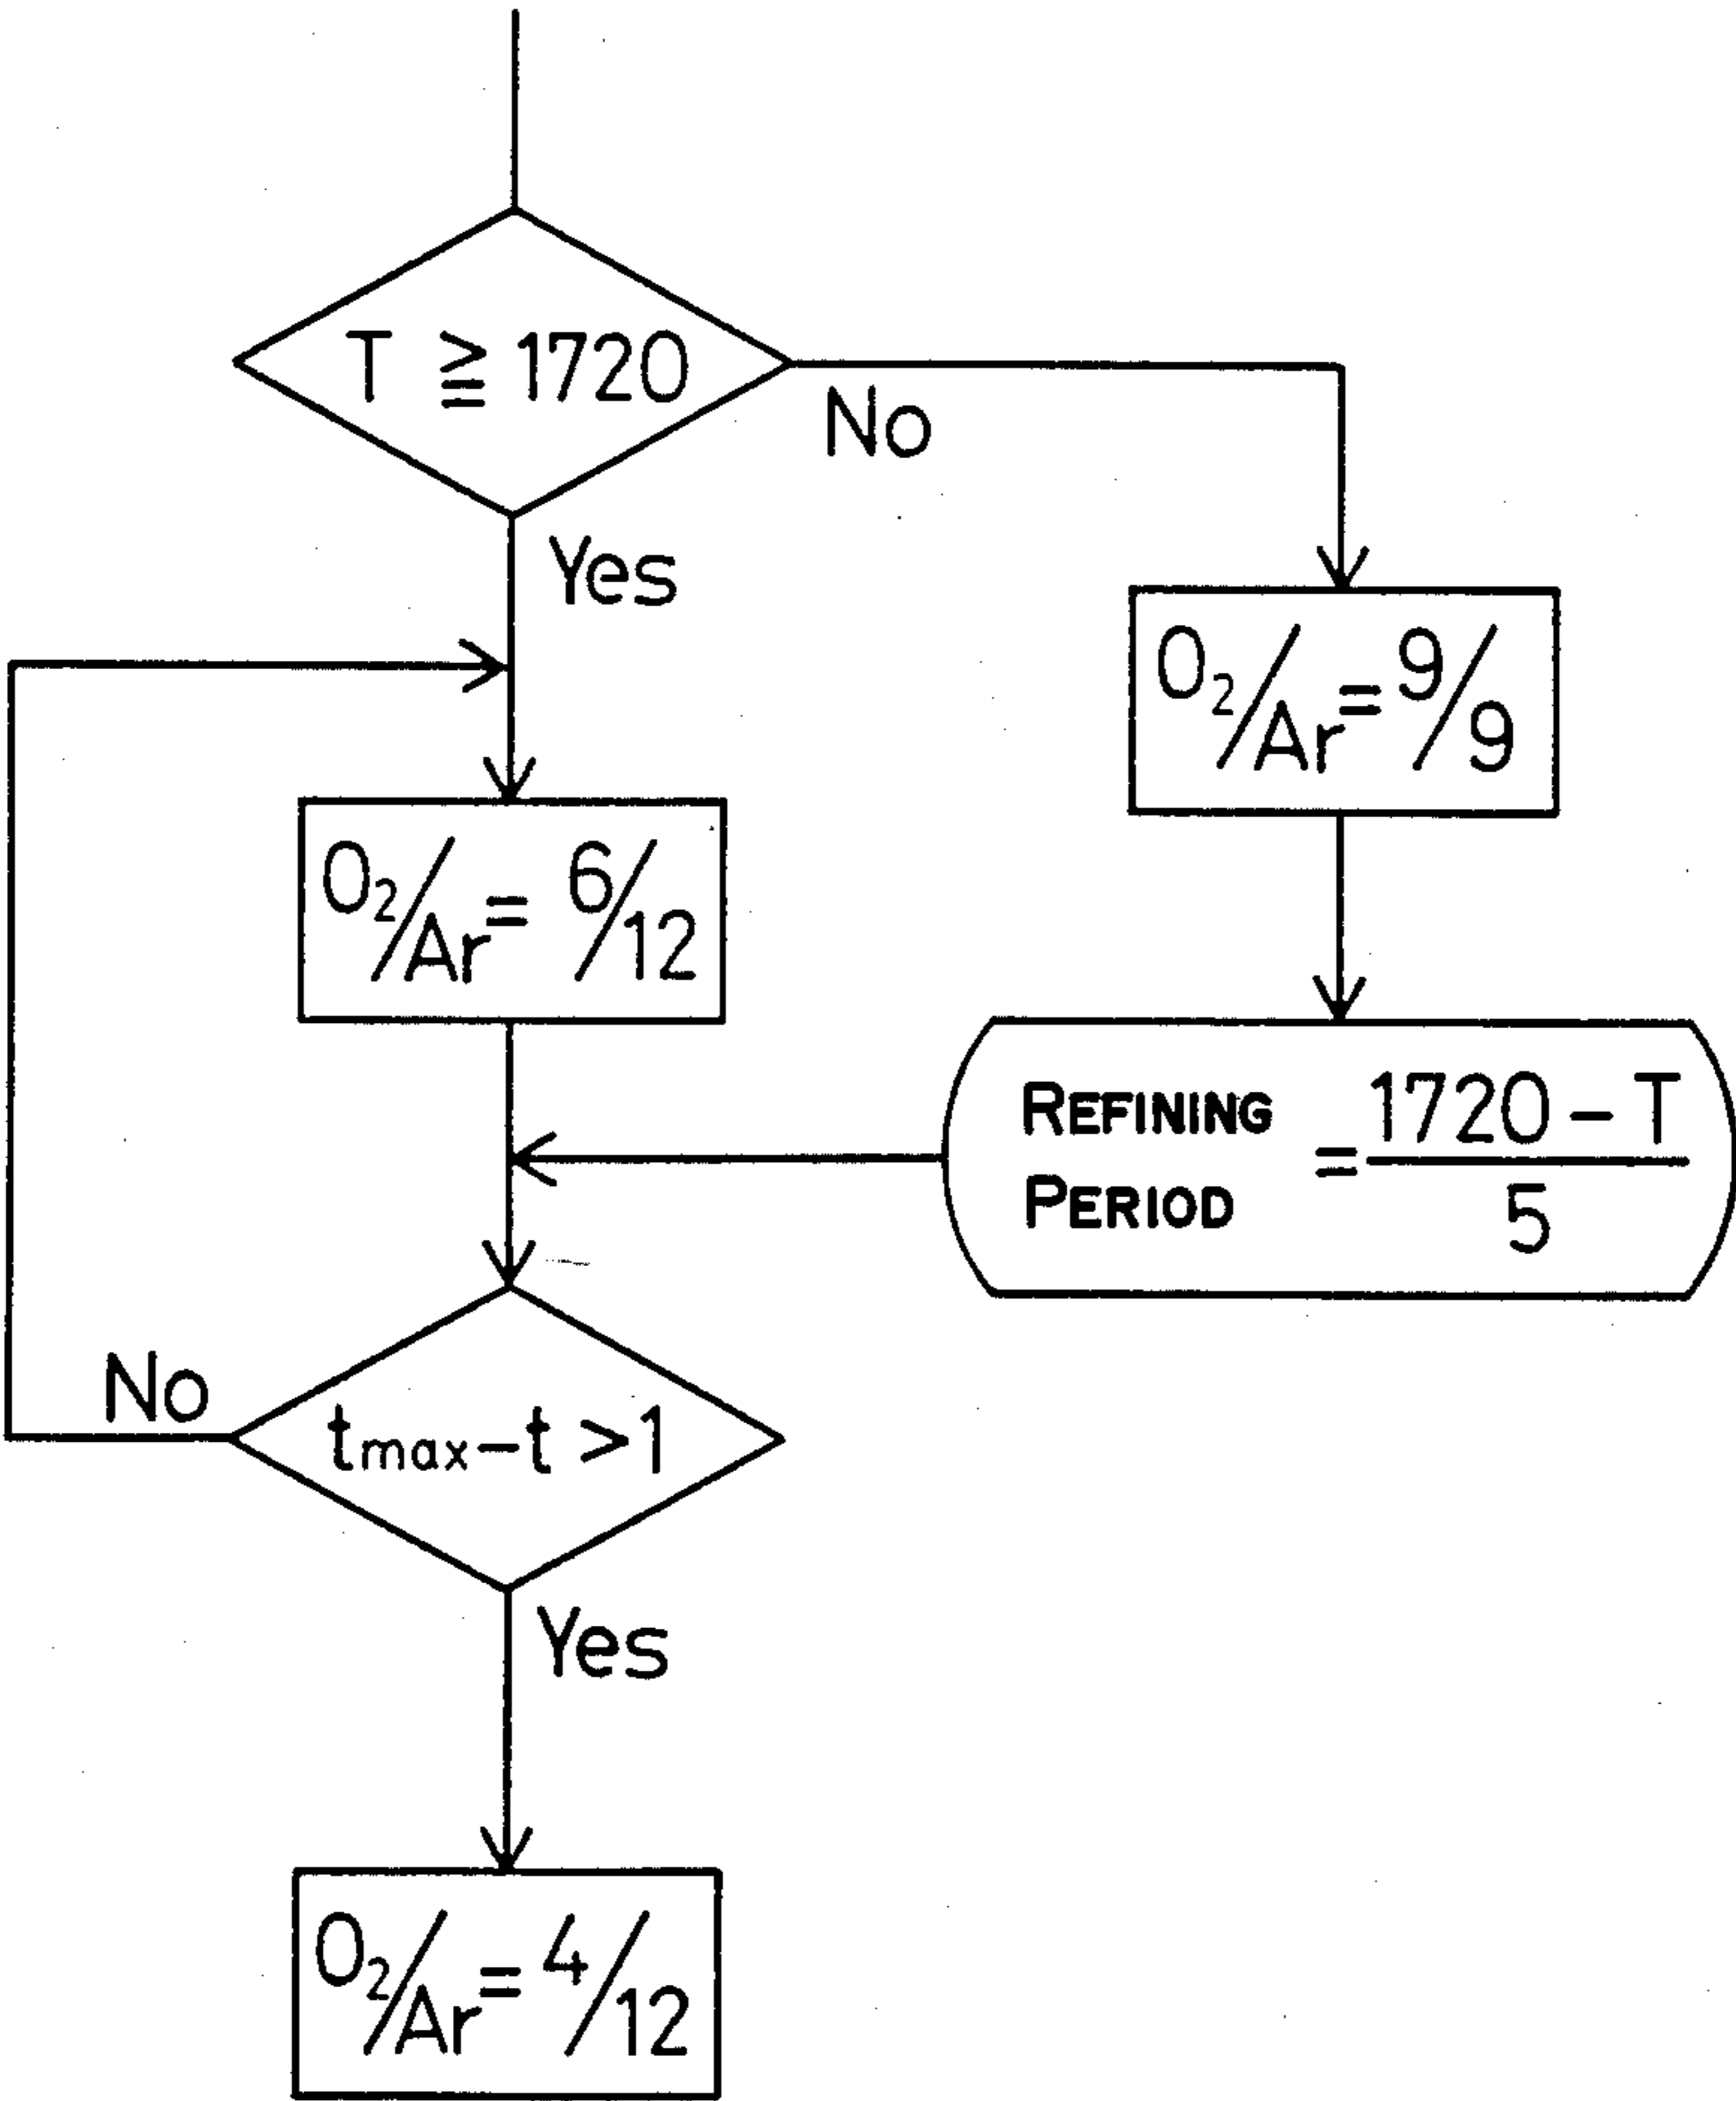 T ≧ 1720
No
Yes
O₂/Ar = 9/9
O₂/Ar = 6/12
REFINING PERIOD = 1720 - T / 5
No
tmax - t > 1
Yes
O₂/Ar = 4/12